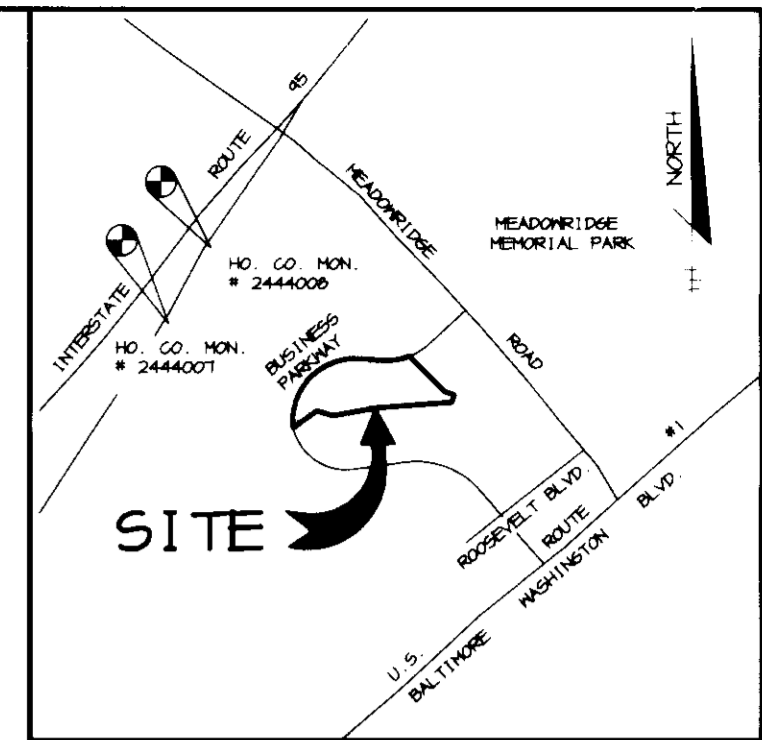 INTERSTATE ROUTE 95
NORTH
MEADOWRIDGE ROAD
MEADOWRIDGE
MEMORIAL PARK
HO. CO. MON.
# 2444008
HO. CO. MON.
# 2444007
BUSINESS
PARKWAY
SITE
ROOSEVELT BLVD.
U.S. ROUTE #1
BALTIMORE WASHINGTON BLVD.